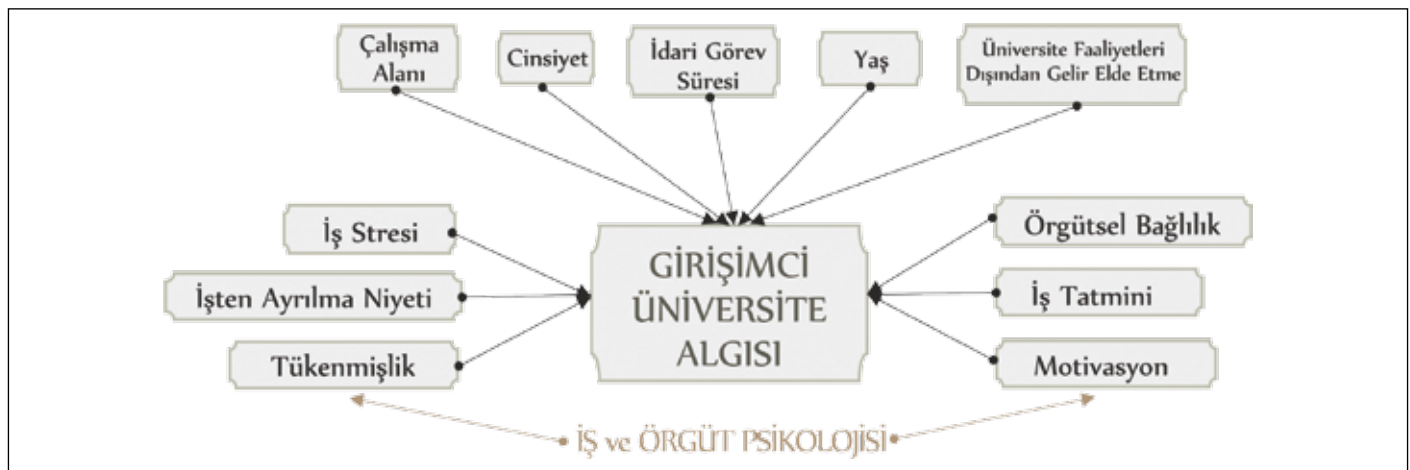 Çalışma
Alanı
Cinsiyet
İdari Görev
Süresi
Yaş
Üniversite Faaliyetleri
Dışından Gelir Elde Etme
İş Stresi
İşten Ayrılma Niyeti
Tükenmişlik
GİRİŞİMCİ
ÜNİVERSİTE
ALGISI
Örgütsel Bağlılık
İş Tatmini
Motivasyon
İŞ ve ÖRGÜT PSİKOLOJİSİ